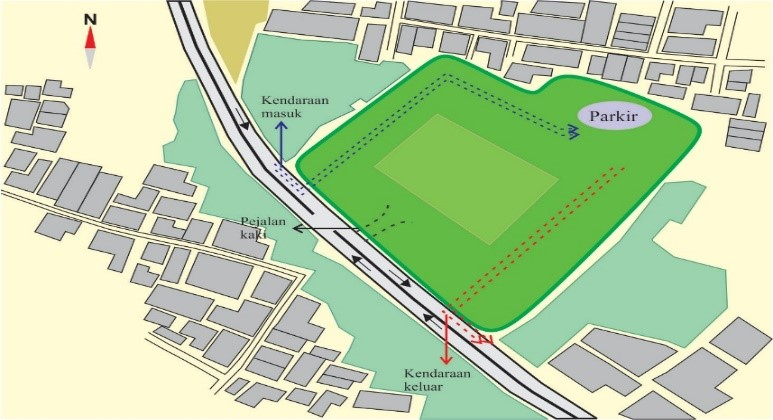 N
Kendaraan
masuk
Parkir
Pejalan
kaki
Kendaraan
keluar